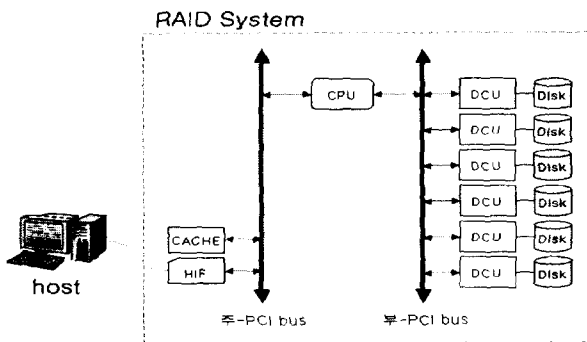 RAID System
CPU
DCU Disk
DCU Disk
DCU Disk
DCU Disk
DCU Disk
DCU Disk
CACHE
HIF
host
주-PCI bus
부-PCI bus